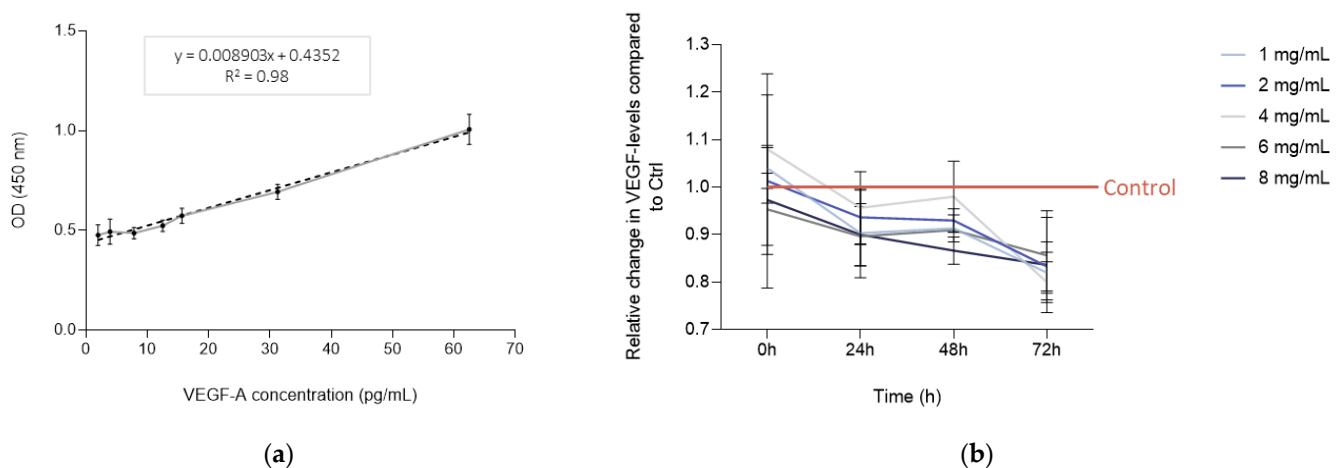 1.5
1.0
0.5
0.0
OD (450 nm)
y = 0.008903x + 0.4352
R² = 0.98
0 10 20 30 40 50 60 70
VEGF-A concentration (pg/mL)
(a)
1.3
1.2
1.1
1.0
0.9
0.8
0.7
Relative change in VEGF-levels compared
to Ctrl
Control
0h 24h 48h 72h
Time (h)
1 mg/mL
2 mg/mL
4 mg/mL
6 mg/mL
8 mg/mL
(b)